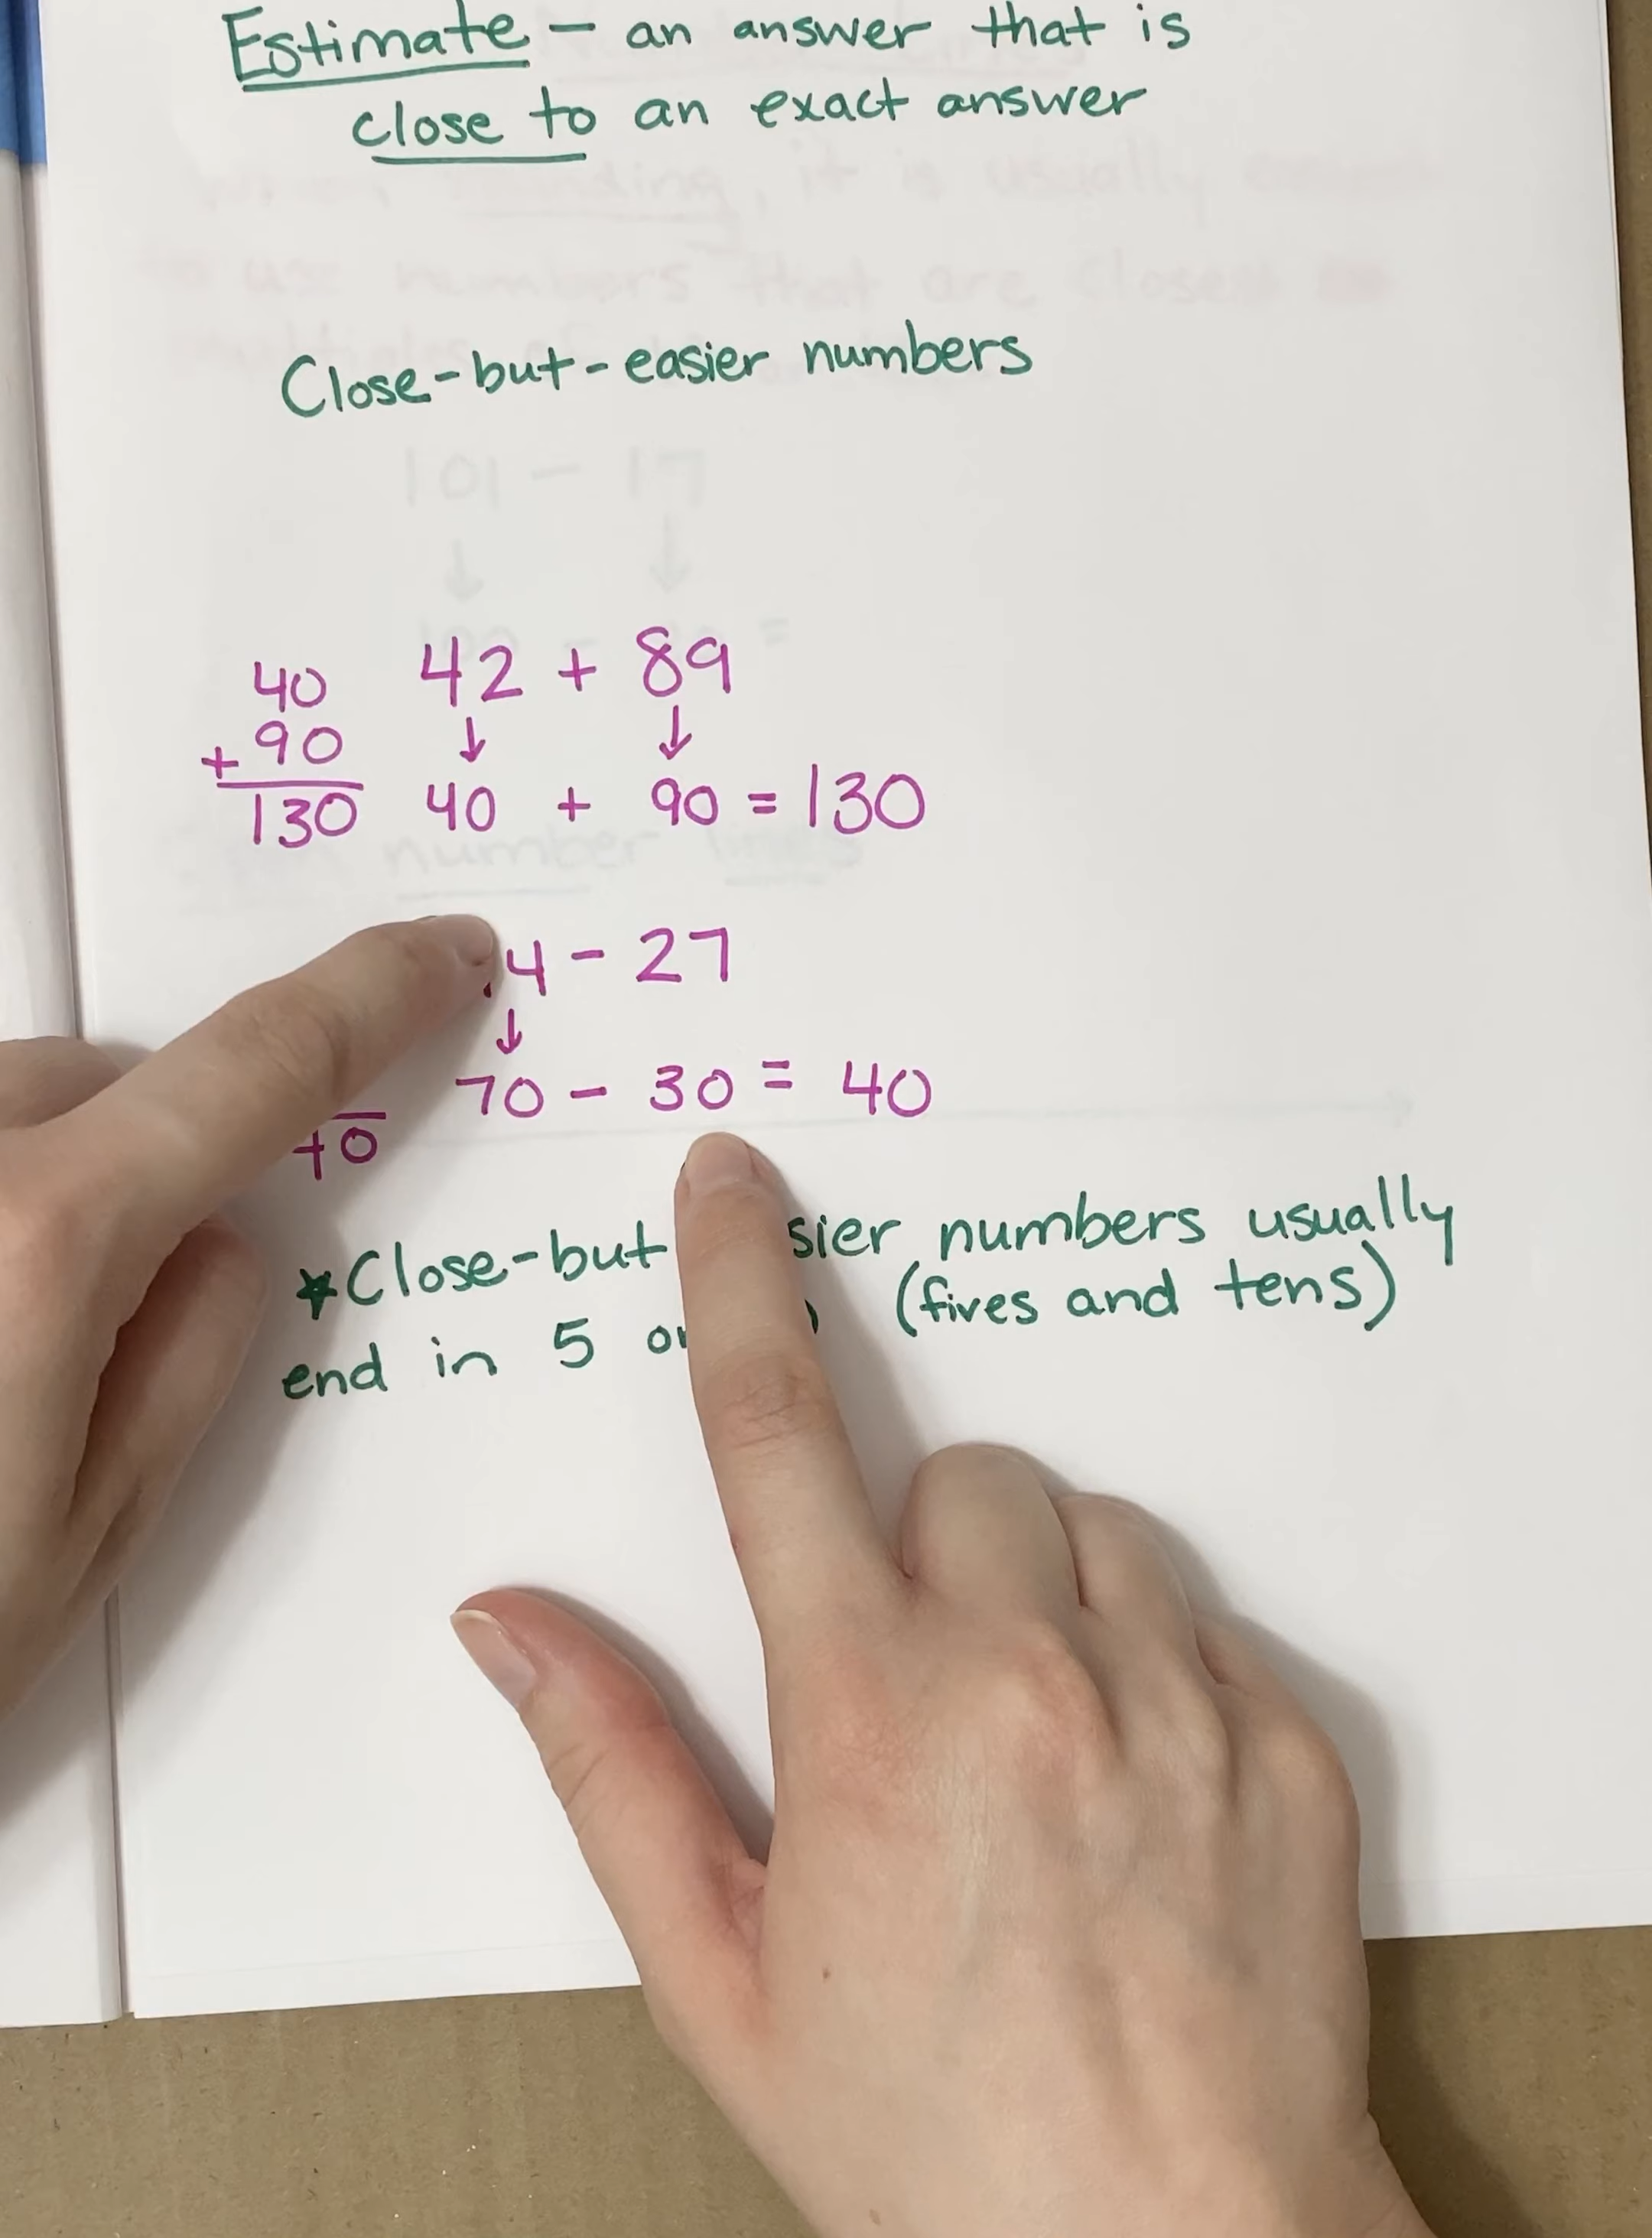 Estimate - an answer that is
close to an exact answer
Close-but-easier numbers
40 42 + 89
+ 90 ↓ ↓
130 40 + 90 = 130
4 - 27
↓
70 - 30 = 40
*Close-but sier numbers usually
end in 5 (fives and tens)